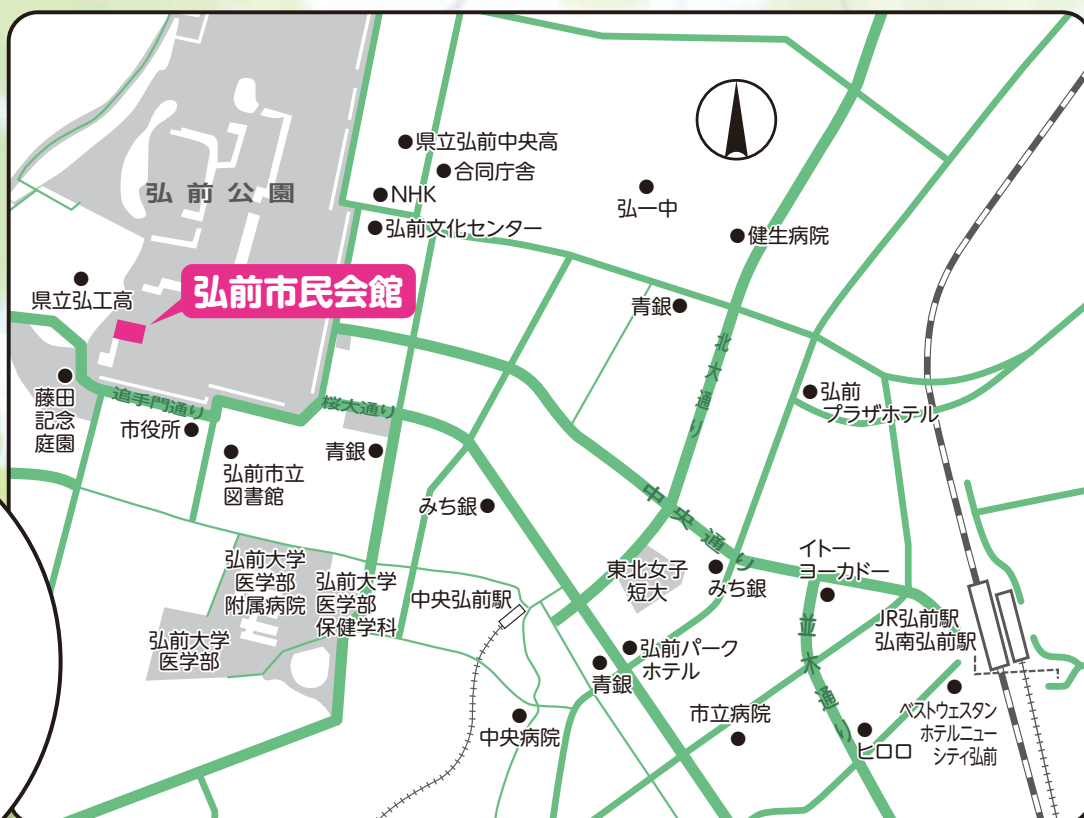 県立弘前中央高
合同庁舎
弘前公園
NHK
弘一中
弘前文化センター
健生病院
県立弘工高
弘前市民会館
青銀
北大通り
藤田
記念
庭園
追手門通り
桜大通り
弘前
プラザホテル
市役所
弘前市立
図書館
青銀
みち銀
中央通り
弘前大学
医学部
附属病院
弘前大学
医学部
保健学科
中央弘前駅
東北女子
短大
みち銀
イトー
ヨーカドー
弘前大学
医学部
JR弘前駅
弘南弘前駅
並木通り
弘前パーク
ホテル
青銀
中央病院
市立病院
ヒロロ
ベストウェスタン
ホテルニュー
シティ弘前